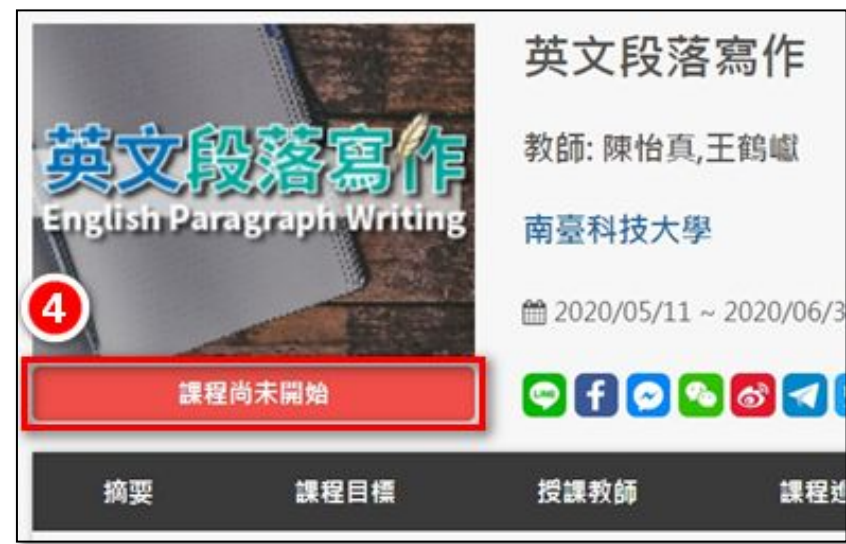 英文段落寫作
English Paragraph Writing
4
課程尚未開始
英文段落寫作
教師: 陳怡真,王鶴巘
南臺科技大學
2020/05/11 ~ 2020/06/3
LINE
摘要
課程目標
授課教師
課程進